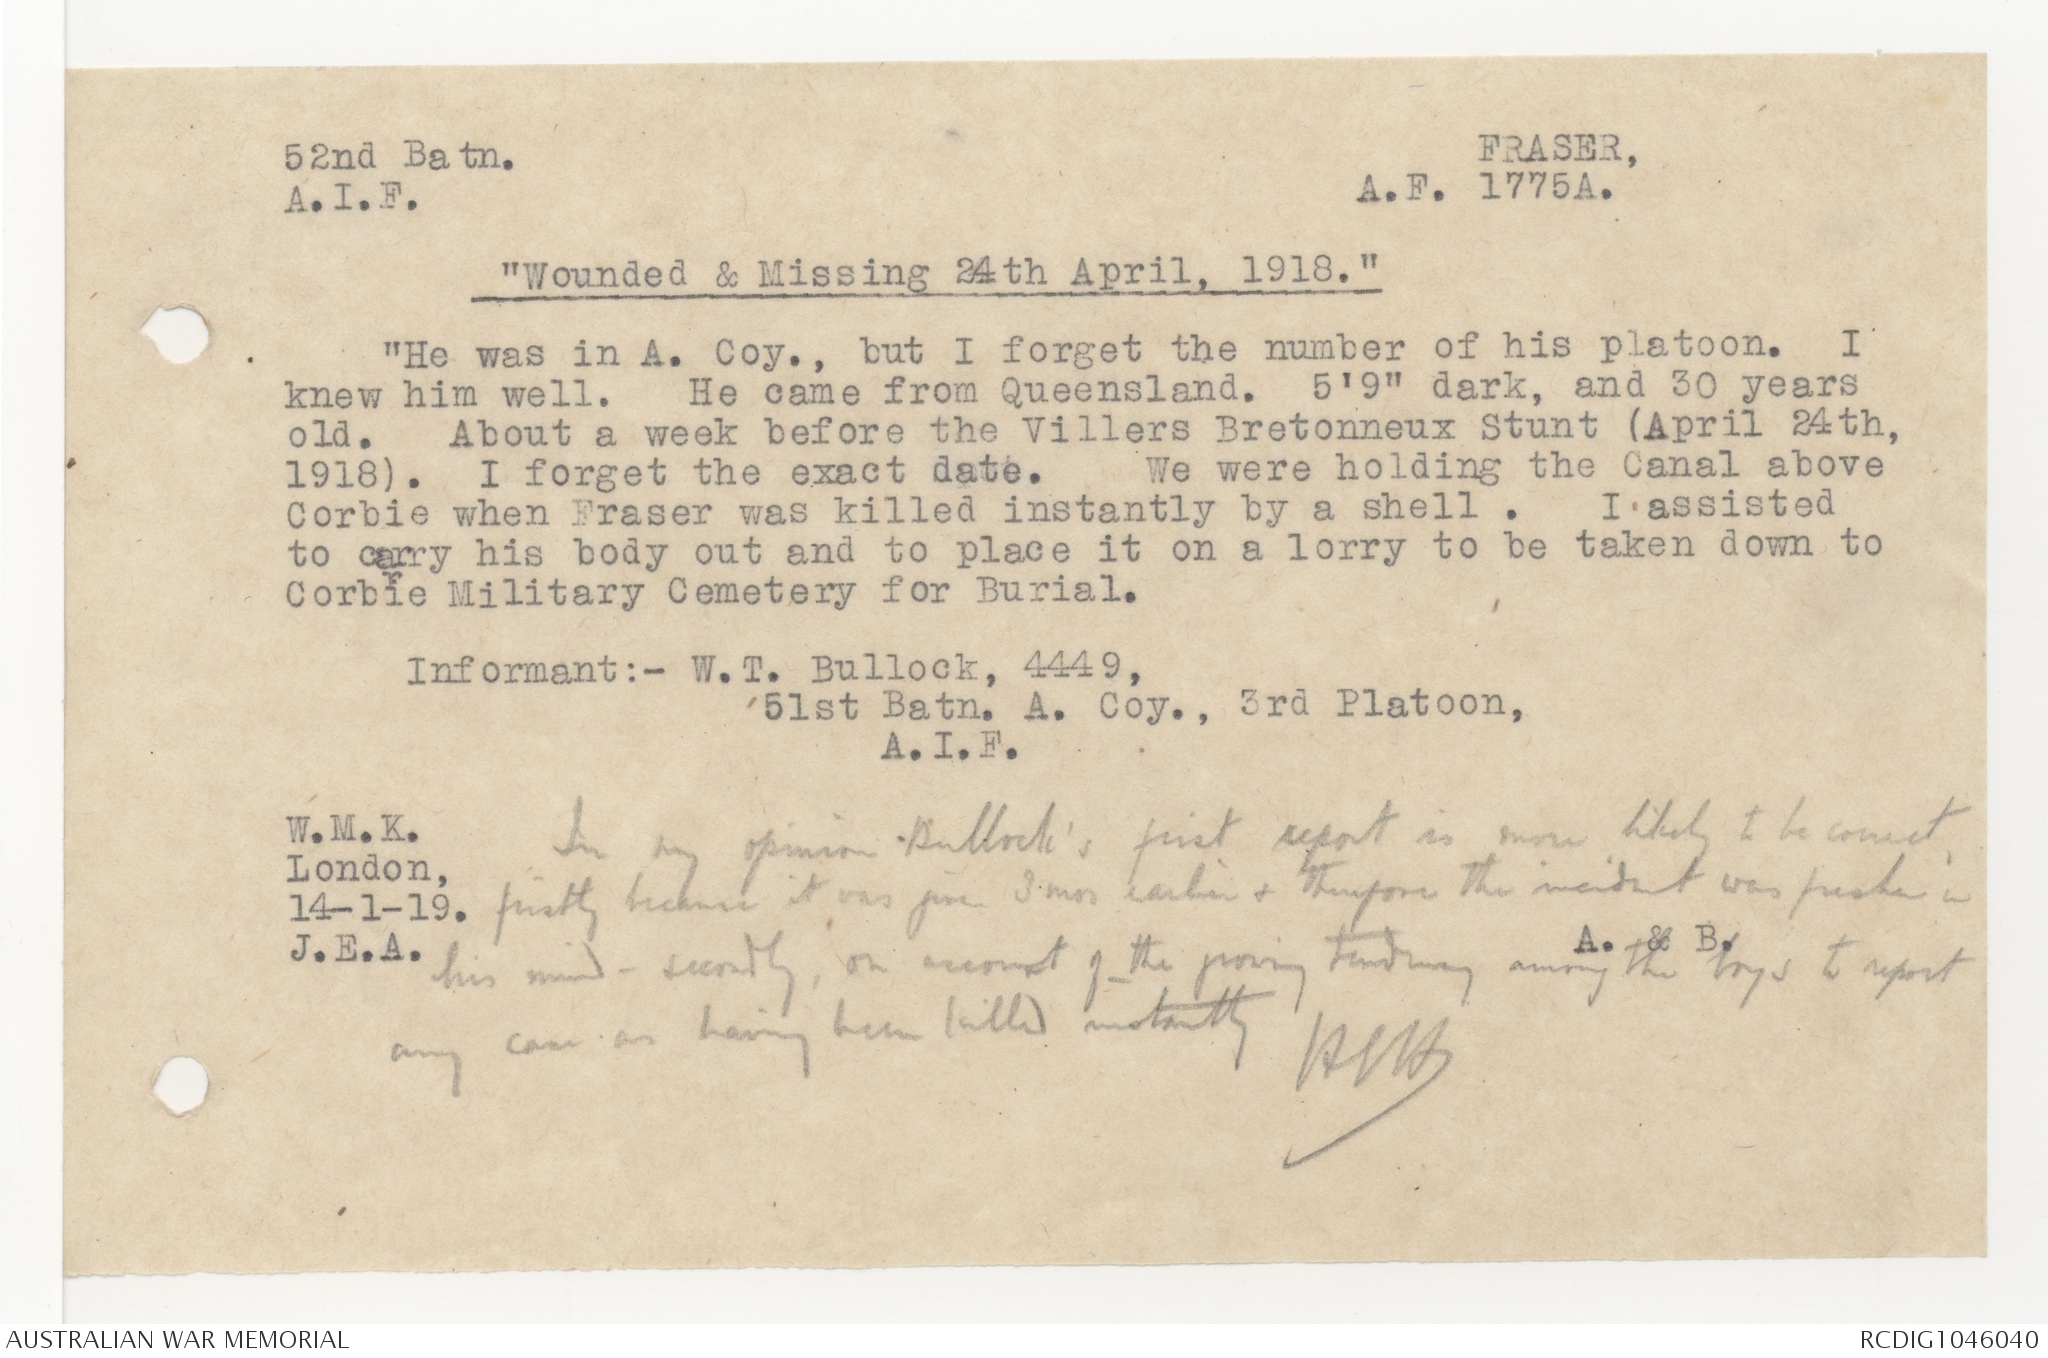 52nd Batn.
A.I.F.
FRASER,
A.F. 1775A.
"Wounded & Missing 24th April, 1918."
"He was in A. Coy., but I forget the number of his platoon. I
knew him well. He came from Queensland. 5'9" dark, and 30 years
old. About a week before the Villers Bretonneux Stunt (April 24th,
1918). I forget the exact date. We were holding the Canal above
Corbie when Fraser was killed instantly by a shell . I assisted
to carry his body out and to place it on a lorry to be taken down to
Corbie Military Cemetery for Burial.
Informant:- W.T. Bullock, 4449,
51st Batn. A. Coy., 3rd Platoon,
A.I.F.
W.M.K.
London,
14-1-19.
J.E.A.
A. & B.
In my opinion Bullock's first report is more likely to be correct,
firstly because it was given 3 mos earlier & therefore the incident was fresher in
his mind - secondly, on account of the growing tendency among the boys to report
any case as having been killed instantly
AUSTRALIAN WAR MEMORIAL
RCDIG1046040